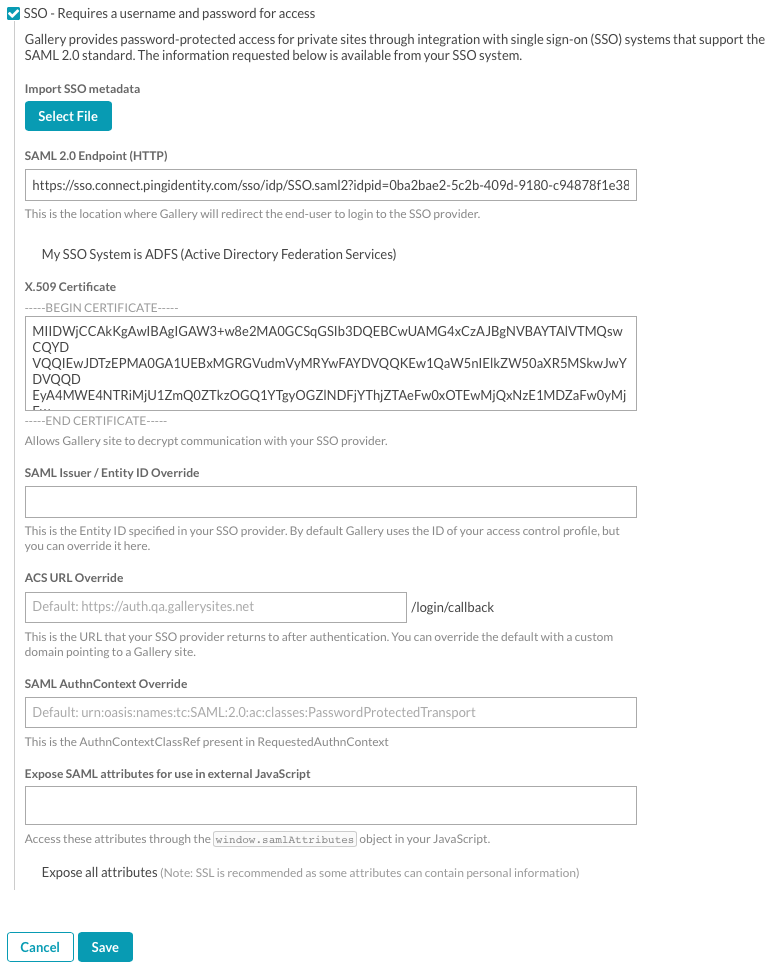 SSO - Requires a username and password for access
Gallery provides password-protected access for private sites through integration with single sign-on (SSO) systems that support the
SAML 2.0 standard. The information requested below is available from your SSO system.
Import SSO metadata
Select File
SAML 2.0 Endpoint (HTTP)
https://sso.connect.pingidentity.com/sso/idp/SSO.saml2?idpid=0ba2bae2-5c2b-409d-9180-c94878f1e38
This is the location where Gallery will redirect the end-user to login to the SSO provider.
My SSO System is ADFS (Active Directory Federation Services)
X.509 Certificate
-----BEGIN CERTIFICATE-----
MIIDWjCCAkKgAwIBAgIGAW3+w8e2MA0GCSqGSIb3DQEBCwUAMG4xCzAJBgNVBAYTAlVTMQsw
CQYD
VQQIEwJDTzEPMA0GA1UEBxMGRGVudmVyMRYwFAYDVQQKEw1QaW5nIElkZW50aXR5MSkwJwY
DVQQD
EyA4MWE4NTRiMjU1ZmQ0ZTkzOGQ1YTgyOGZlNDFjYThjZTAeFw0xOTEwMjQxNzE1MDZaFw0yMj
-----END CERTIFICATE-----
Allows Gallery site to decrypt communication with your SSO provider.
SAML Issuer / Entity ID Override
This is the Entity ID specified in your SSO provider. By default Gallery uses the ID of your access control profile, but
you can override it here.
ACS URL Override
Default: https://auth.qa.gallerysites.net /login/callback
This is the URL that your SSO provider returns to after authentication. You can override the default with a custom
domain pointing to a Gallery site.
SAML AuthnContext Override
Default: urn:oasis:names:tc:SAML:2.0:ac:classes:PasswordProtectedTransport
This is the AuthnContextClassRef present in RequestedAuthnContext
Expose SAML attributes for use in external JavaScript
Access these attributes through the window.samlAttributes object in your JavaScript.
Expose all attributes (Note: SSL is recommended as some attributes can contain personal information)
Cancel Save